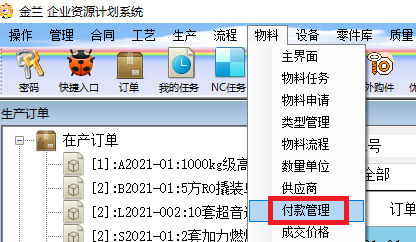 金兰 企业资源计划系统
操作 管理 合同 工艺 生产 流程 物料 设备 零件库 质量
密码 快捷入口 订单 我的任务 NC任务 外购件
生产订单
在产订单
[1]:A2021-01:1000kg级高
[2]:B2021-01:5方RO撬装
[2]:L2021-002:10套超音速
[2]:S2021-01:2套加力燃
主界面
物料任务
物料申请
类型管理
物料流程
数量单位
供应商
付款管理
成交价格
号
全部
订单